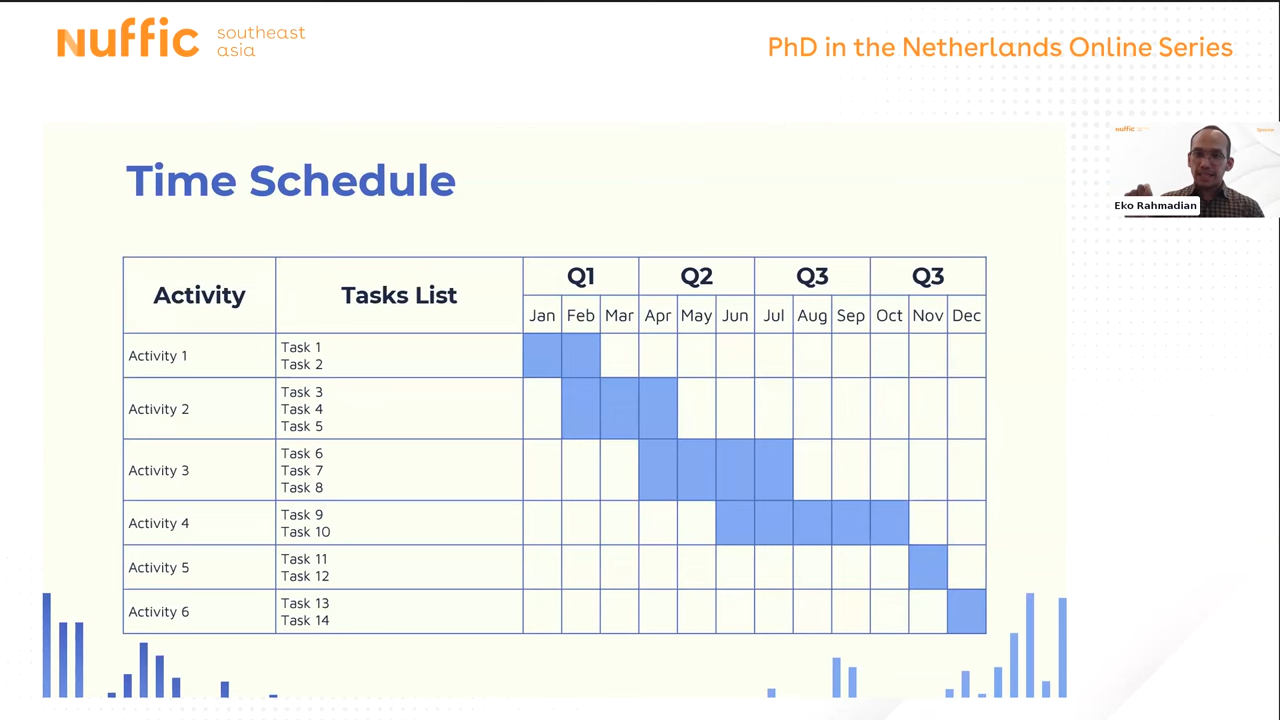 Nuffic southeast
asia
PhD in the Netherlands Online Series
nuffic
Eko Rahmadian
Time Schedule
Activity Tasks List Q1 Q2 Q3 Q3
Jan Feb Mar Apr May Jun Jul Aug Sep Oct Nov Dec
Activity 1
Task 1
Task 2
Activity 2
Task 3
Task 4
Task 5
Activity 3
Task 6
Task 7
Task 8
Activity 4
Task 9
Task 10
Activity 5
Task 11
Task 12
Activity 6
Task 13
Task 14